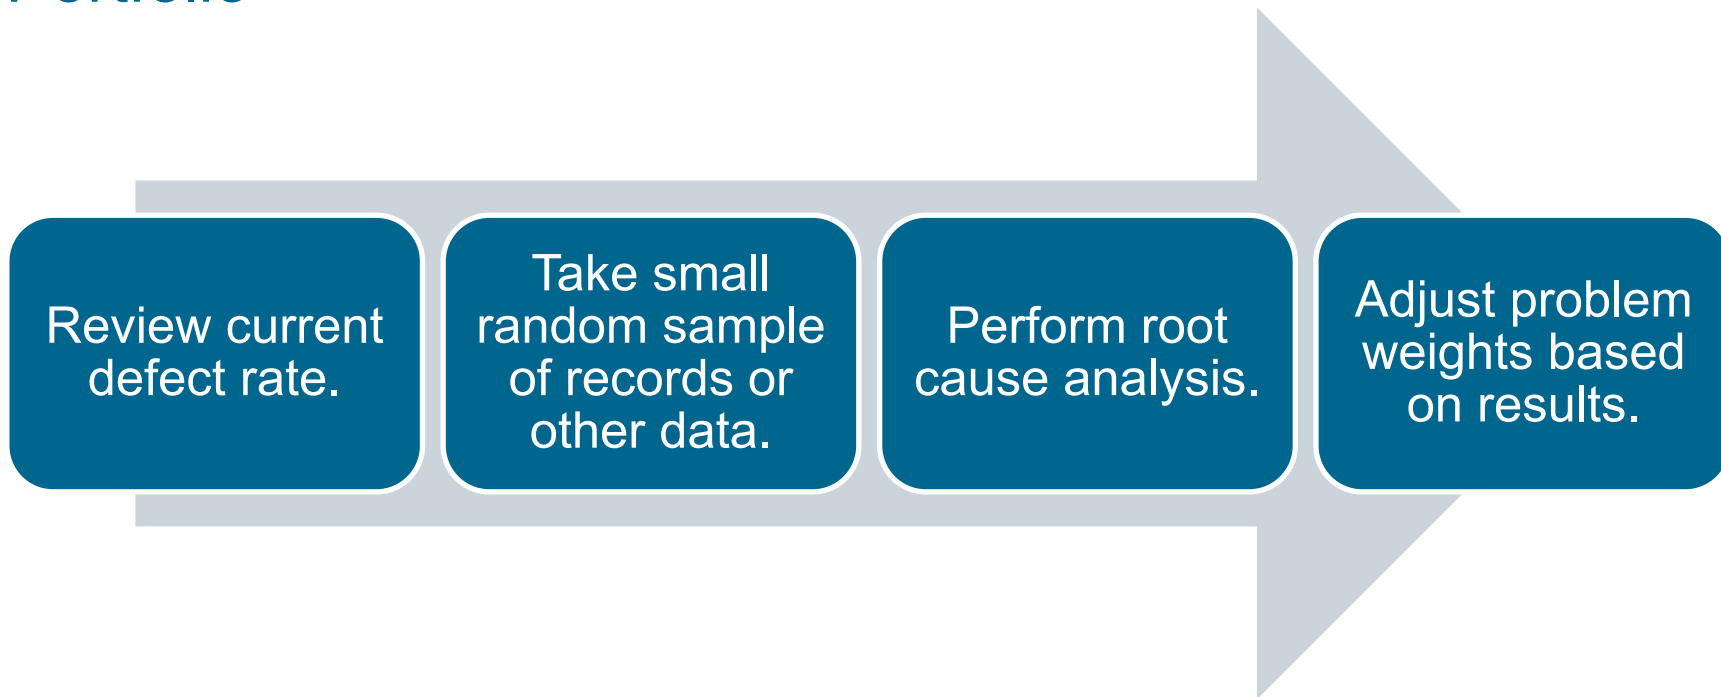 Portfolio
Review current
defect rate.
Take small
random sample
of records or
other data.
Perform root
cause analysis.
Adjust problem
weights based
on results.